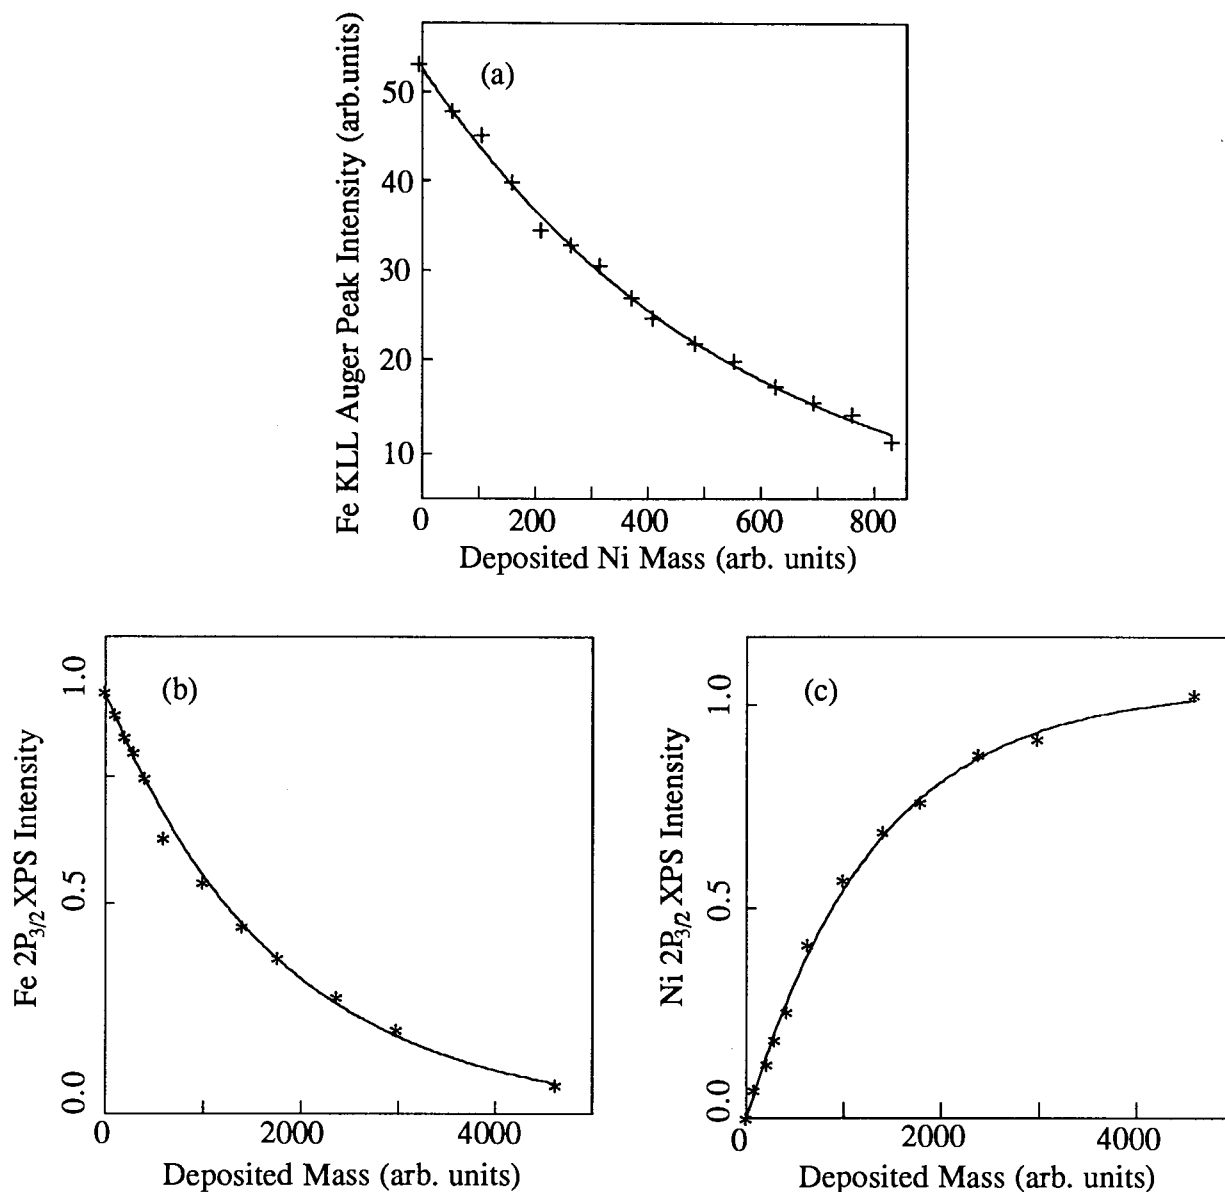 (a)
Fe KLL Auger Peak Intensity (arb.units)
50
40
30
20
10
0 200 400 600 800
Deposited Ni Mass (arb. units)
(b)
Fe 2P3/2 XPS Intensity
1.0
0.5
0.0
0 2000 4000
Deposited Mass (arb. units)
(c)
Ni 2P3/2 XPS Intensity
1.0
0.5
0.0
0 2000 4000
Deposited Mass (arb. units)